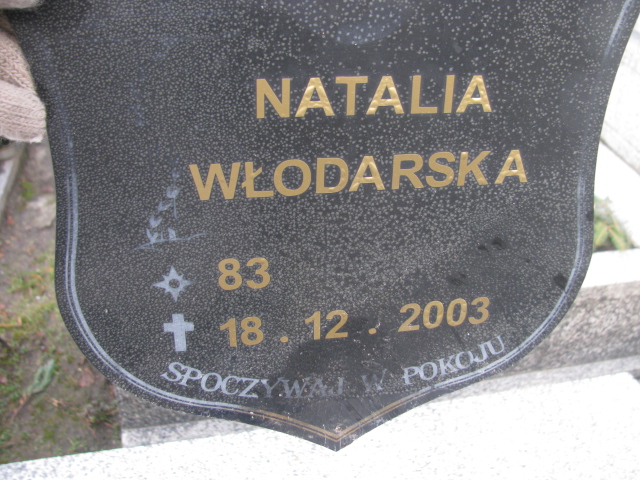 NATALIA
WŁODARSKA
83
18 . 12 . 2003
SPOCZYWAJ W POKOJU